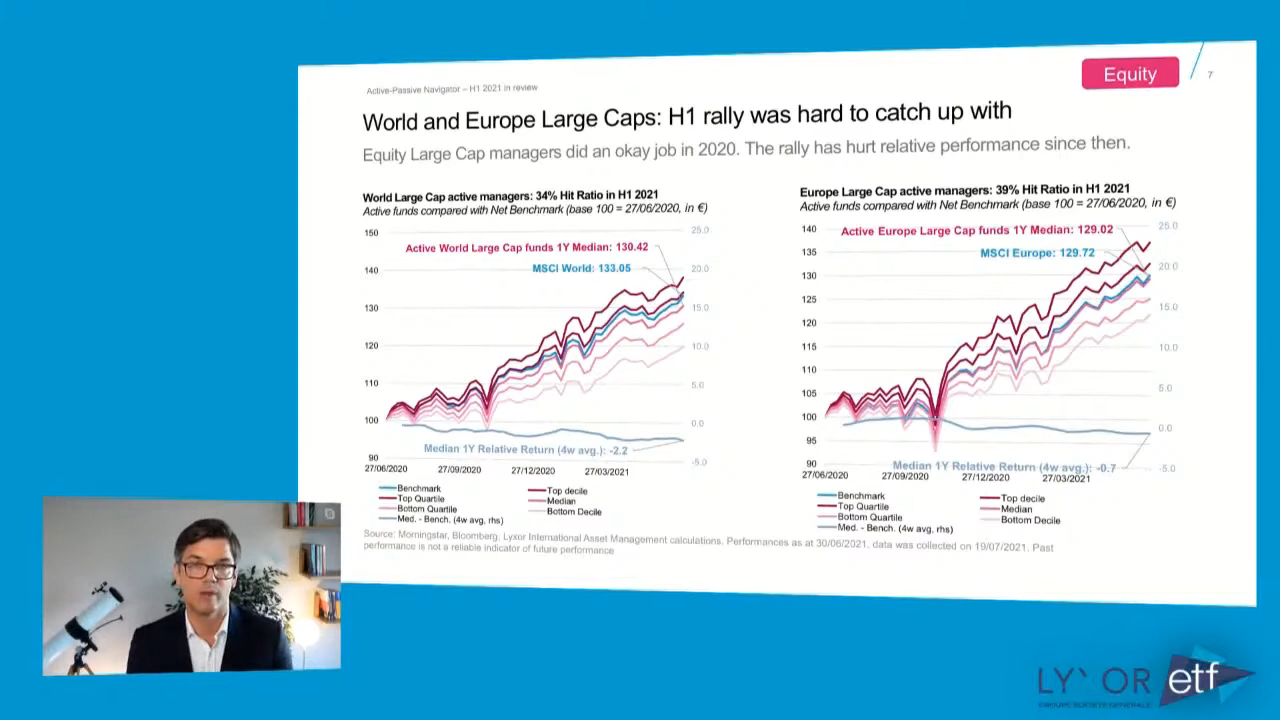 Active-Passive Navigator – H1 2021 in review
Equity
7
World and Europe Large Caps: H1 rally was hard to catch up with
Equity Large Cap managers did an okay job in 2020. The rally has hurt relative performance since then.
World Large Cap active managers: 34% Hit Ratio in H1 2021
Active funds compared with Net Benchmark (base 100 = 27/06/2020, in €)
150
140
130
120
110
100
90
25.0
20.0
15.0
10.0
5.0
0.0
-5.0
Active World Large Cap funds 1Y Median: 130.42
MSCI World: 133.05
Median 1Y Relative Return (4w avg.): -2.2
27/06/2020 27/09/2020 27/12/2020 27/03/2021
Benchmark
Top decile
Top Quartile
Median
Bottom Quartile
Bottom Decile
Med. - Bench. (4w avg, rhs)
Europe Large Cap active managers: 39% Hit Ratio in H1 2021
Active funds compared with Net Benchmark (base 100 = 27/06/2020, in €)
140
135
130
125
120
115
110
105
100
95
90
25.0
20.0
15.0
10.0
5.0
0.0
-5.0
Active Europe Large Cap funds 1Y Median: 129.02
MSCI Europe: 129.72
Median 1Y Relative Return (4w avg.): -0.7
27/06/2020 27/09/2020 27/12/2020 27/03/2021
Benchmark
Top decile
Top Quartile
Median
Bottom Quartile
Bottom Decile
Med. - Bench. (4w avg, rhs)
Source: Morningstar, Bloomberg, Lyxor International Asset Management calculations. Performances as at 30/06/2021, data was collected on 19/07/2021. Past
performance is not a reliable indicator of future performance
LYXOR etf
GROUPE SOCIETE GENERALE